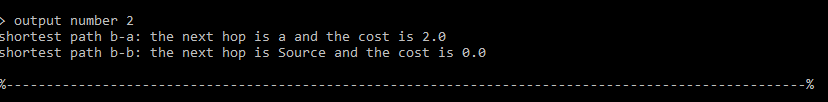 > output number 2
shortest path b-a: the next hop is a and the cost is 2.0
shortest path b-b: the next hop is Source and the cost is 0.0
%----------------------------------------------------------------------------------------------------%